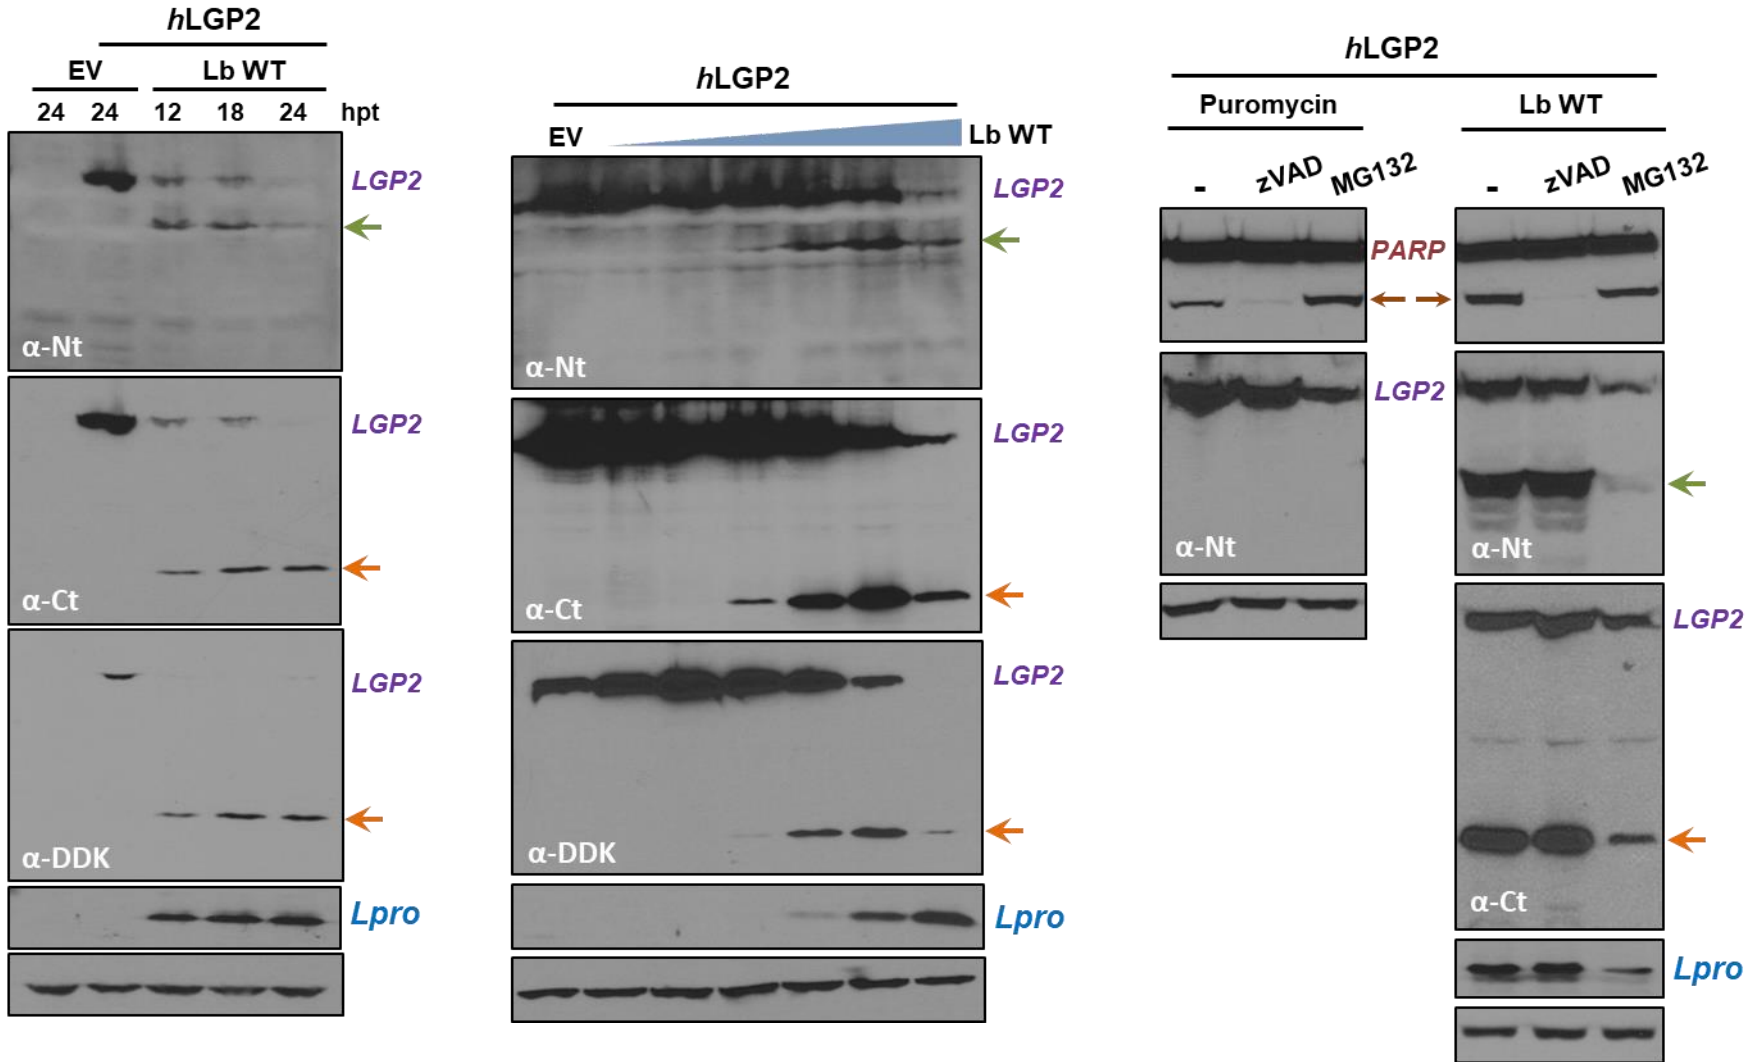 hLGP2
EV Lb WT
24 24 12 18 24 hpt
LGP2
α-Nt
LGP2
α-Ct
LGP2
α-DDK
Lpro
hLGP2
EV Lb WT
LGP2
α-Nt
LGP2
α-Ct
LGP2
α-DDK
Lpro
hLGP2
Puromycin Lb WT
- zVAD MG132 - zVAD MG132
PARP
LGP2
α-Nt α-Nt
LGP2
α-Ct
Lpro